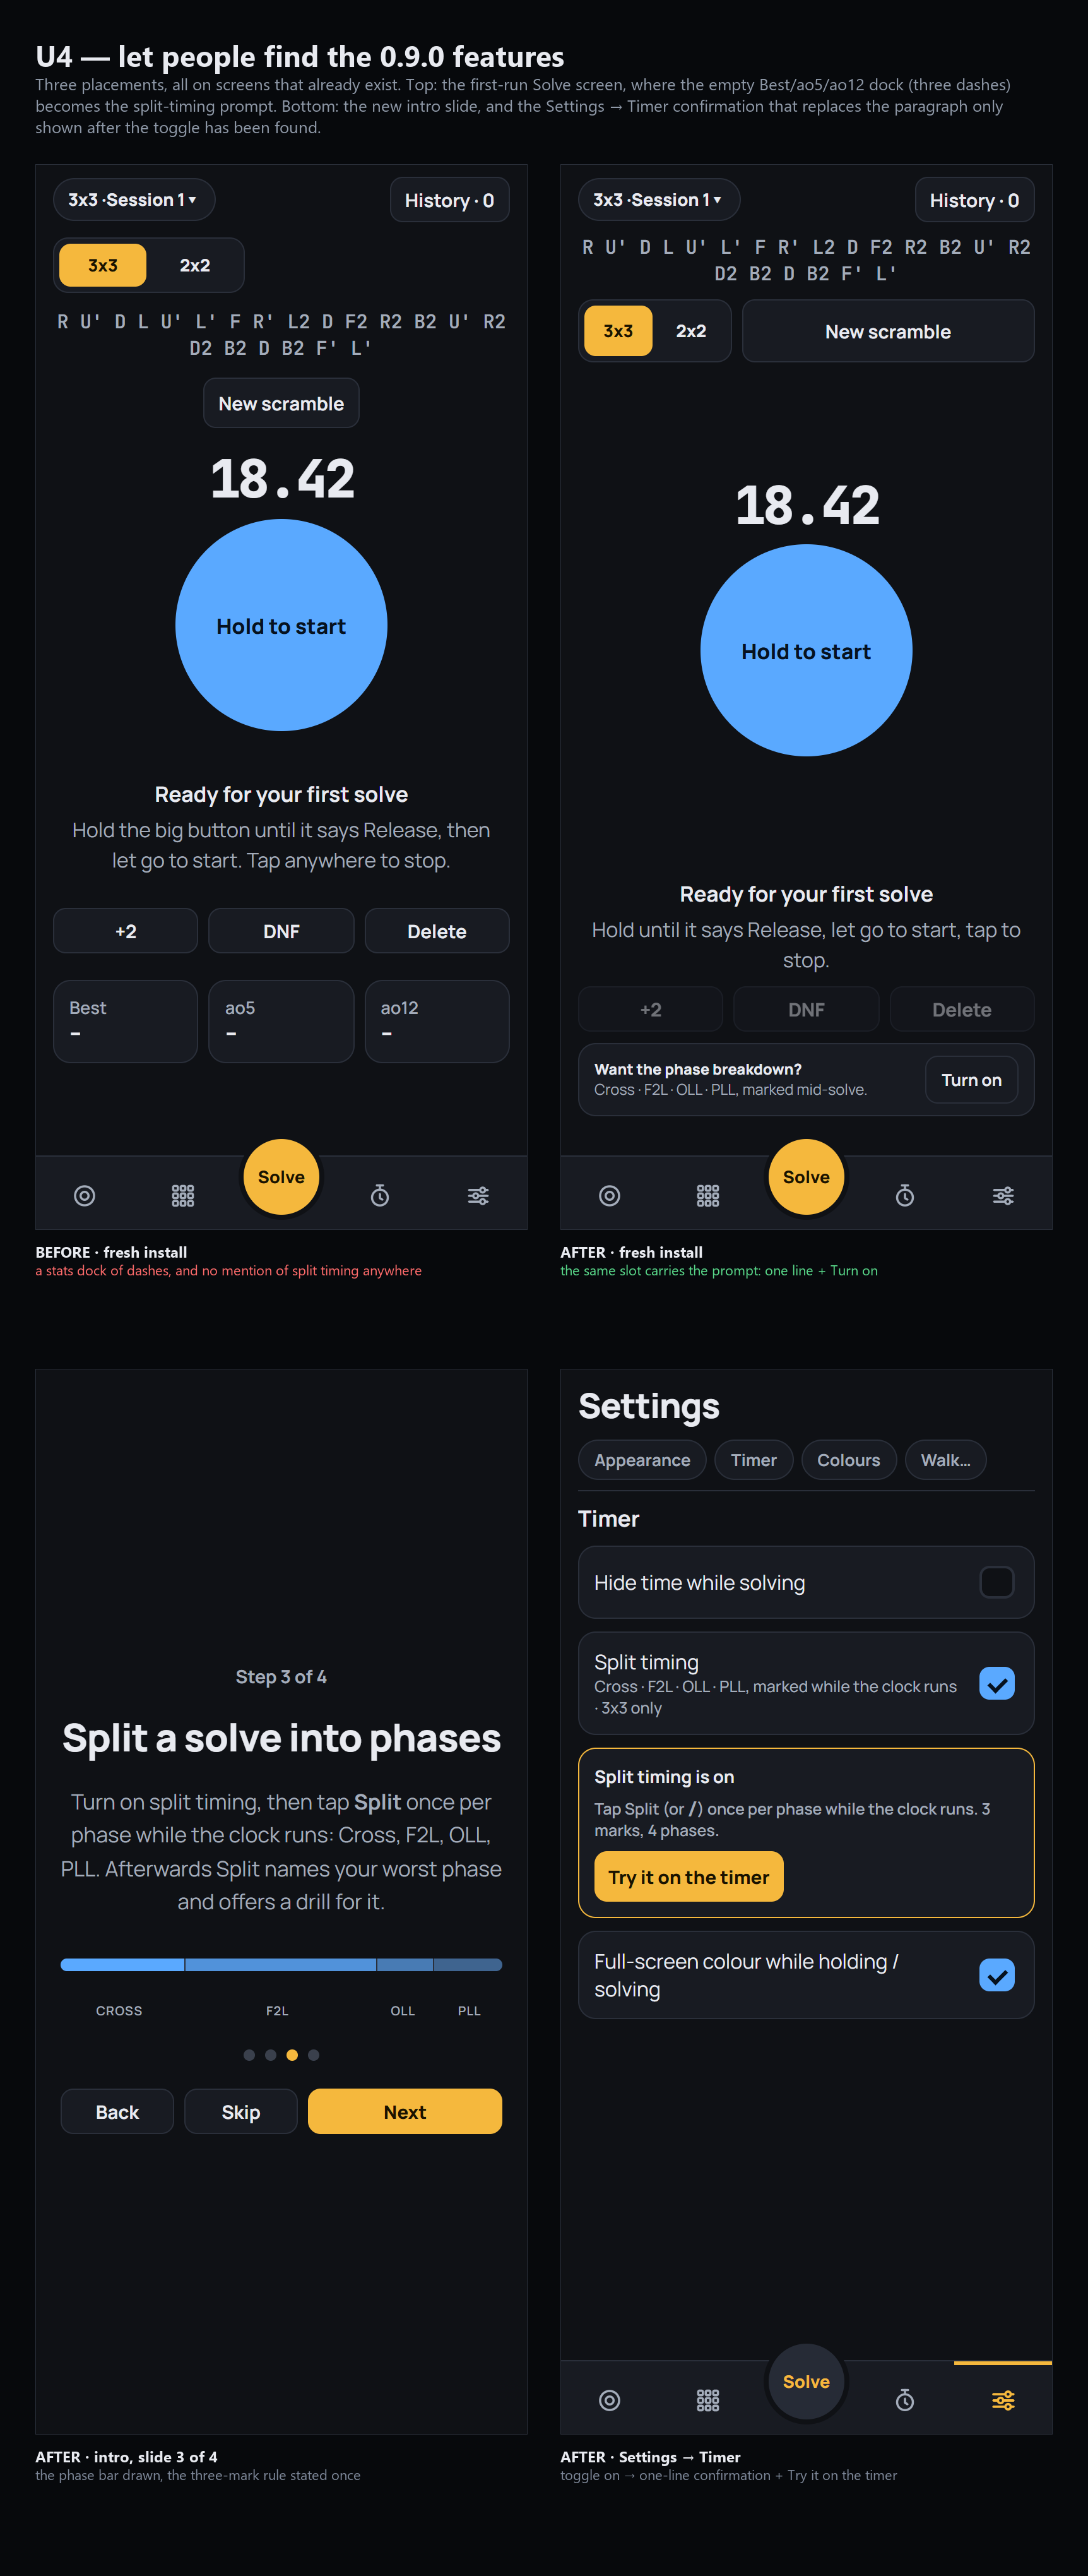 U4 — let people find the 0.9.0 features
Three placements, all on screens that already exist. Top: the first-run Solve screen, where the empty Best/ao5/ao12 dock (three dashes)
becomes the split-timing prompt. Bottom: the new intro slide, and the Settings → Timer confirmation that replaces the paragraph only
shown after the toggle has been found.
3x3 ·Session 1 ▾
History · 0
3x3
2x2
R U' D L U' L' F R' L2 D F2 R2 B2 U' R2
D2 B2 D B2 F' L'
New scramble
18.42
Hold to start
Ready for your first solve
Hold the big button until it says Release, then
let go to start. Tap anywhere to stop.
+2
DNF
Delete
Best
ao5
ao12
–
–
–
Solve
BEFORE · fresh install
a stats dock of dashes, and no mention of split timing anywhere
3x3 ·Session 1 ▾
History · 0
R U' D L U' L' F R' L2 D F2 R2 B2 U' R2
D2 B2 D B2 F' L'
3x3
2x2
New scramble
18.42
Hold to start
Ready for your first solve
Hold until it says Release, let go to start, tap to
stop.
+2
DNF
Delete
Want the phase breakdown?
Cross · F2L · OLL · PLL, marked mid-solve.
Turn on
Solve
AFTER · fresh install
the same slot carries the prompt: one line + Turn on
Step 3 of 4
Split a solve into phases
Turn on split timing, then tap Split once per
phase while the clock runs: Cross, F2L, OLL,
PLL. Afterwards Split names your worst phase
and offers a drill for it.
CROSS
F2L
OLL
PLL
Back
Skip
Next
AFTER · intro, slide 3 of 4
the phase bar drawn, the three-mark rule stated once
Settings
Appearance
Timer
Colours
Walk…
Timer
Hide time while solving
Split timing
Cross · F2L · OLL · PLL, marked while the clock runs
· 3x3 only
Split timing is on
Tap Split (or /) once per phase while the clock runs. 3
marks, 4 phases.
Try it on the timer
Full-screen colour while holding /
solving
Solve
AFTER · Settings → Timer
toggle on → one-line confirmation + Try it on the timer